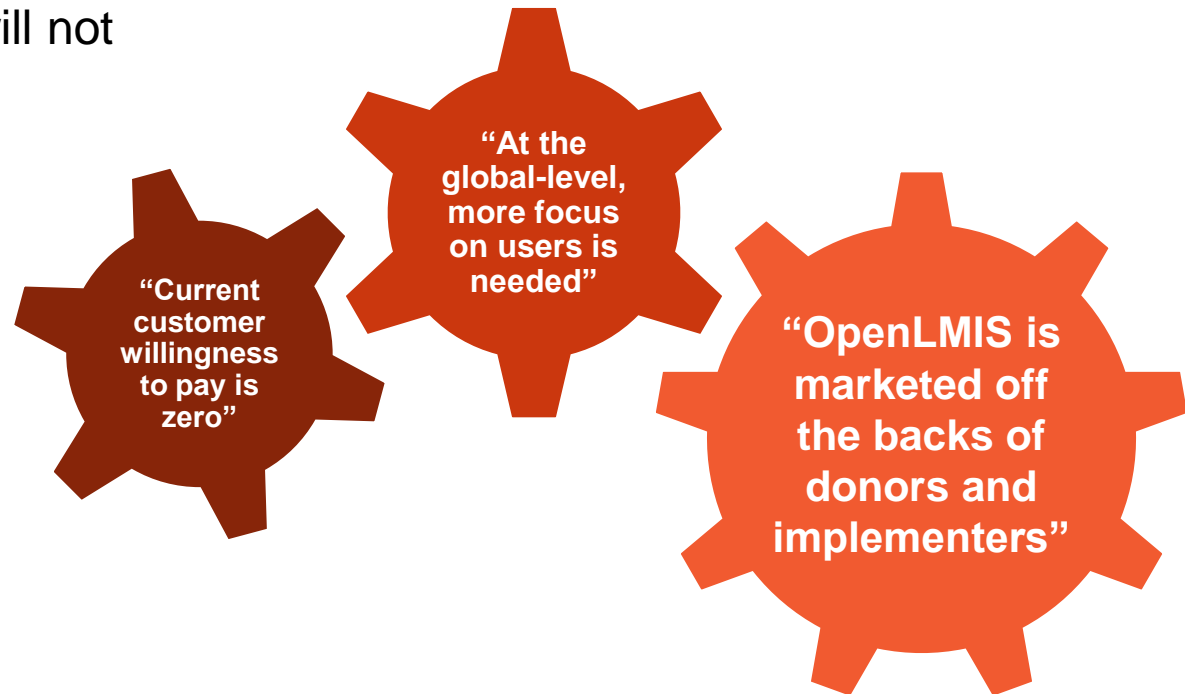 ill not
“At the
global-level,
more focus
on users is
needed”
“Current
customer
willingness
to pay is
zero”
“OpenLMIS is
marketed off
the backs of
donors and
implementers”